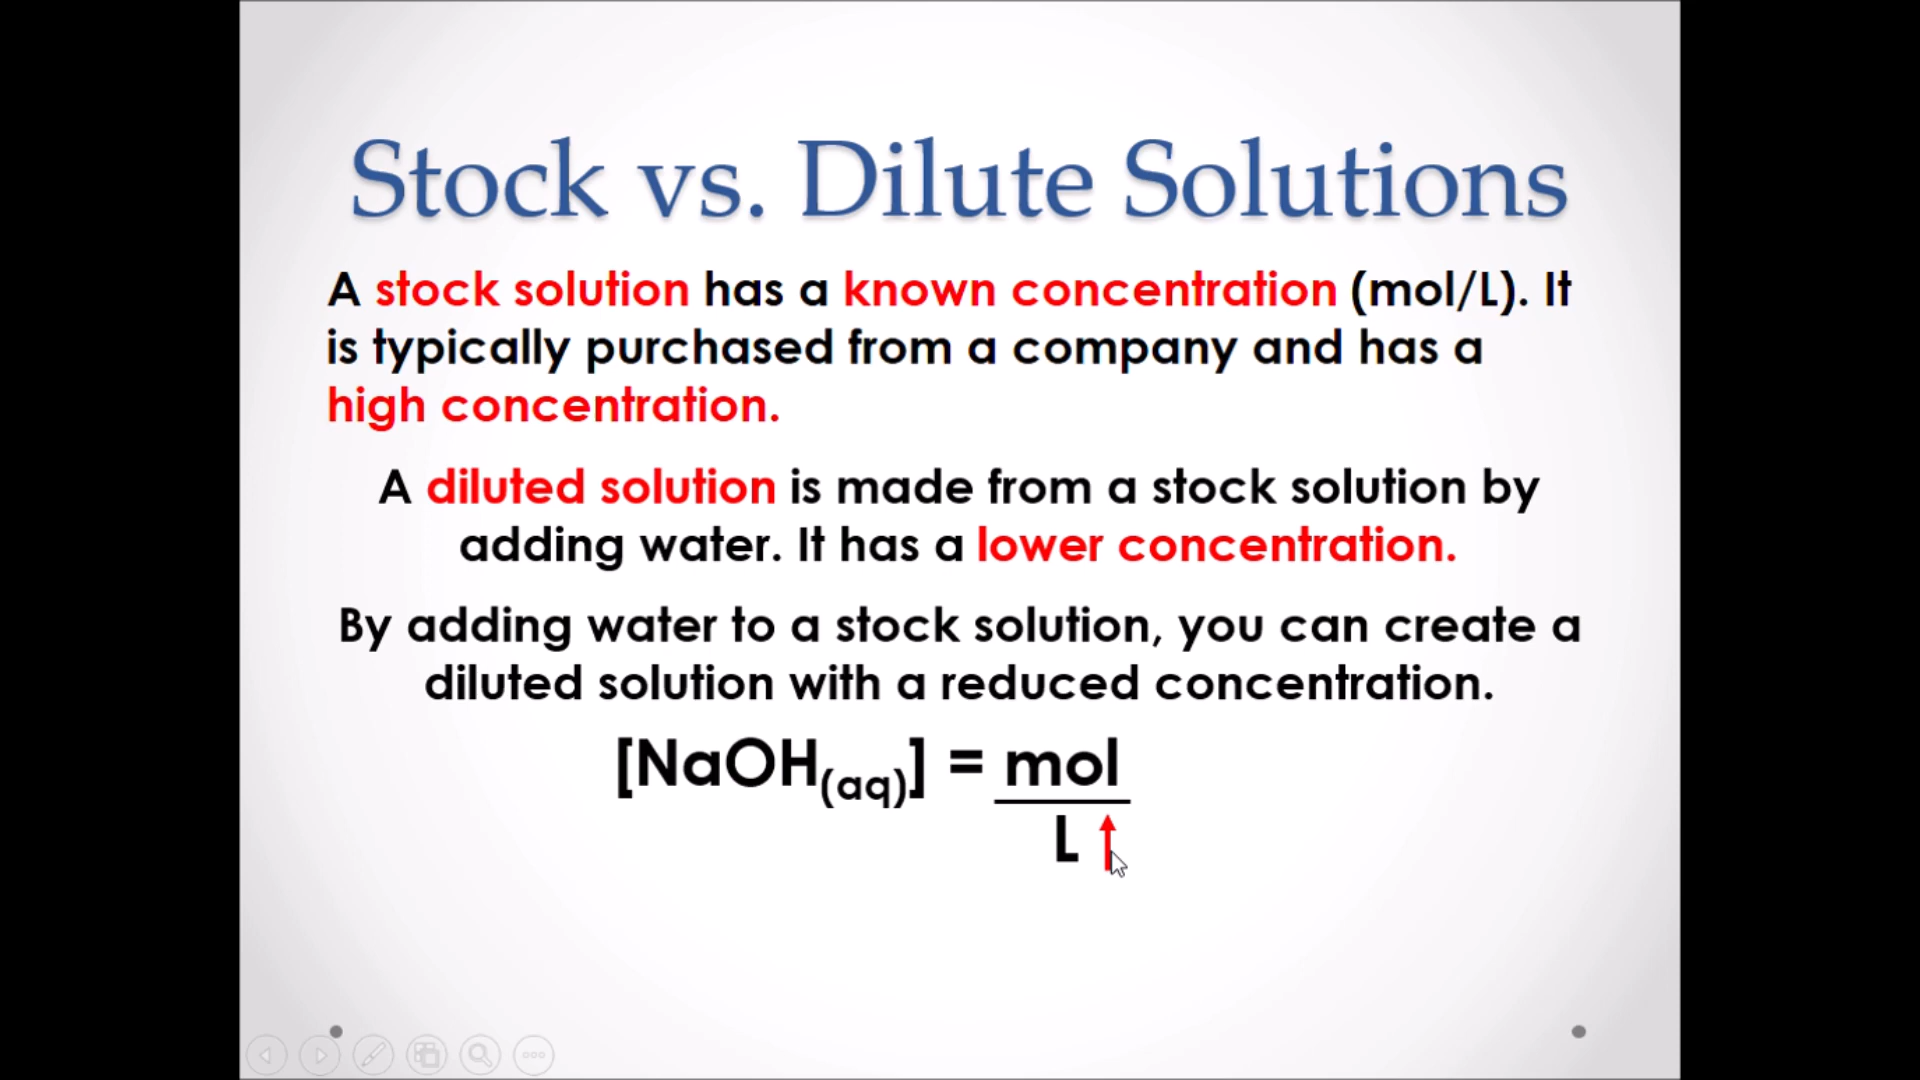 Stock vs. Dilute Solutions
A stock solution has a known concentration (mol/L). It
is typically purchased from a company and has a
high concentration.
A diluted solution is made from a stock solution by
adding water. It has a lower concentration.
By adding water to a stock solution, you can create a
diluted solution with a reduced concentration.
[NaOH(aq)] = mol
L